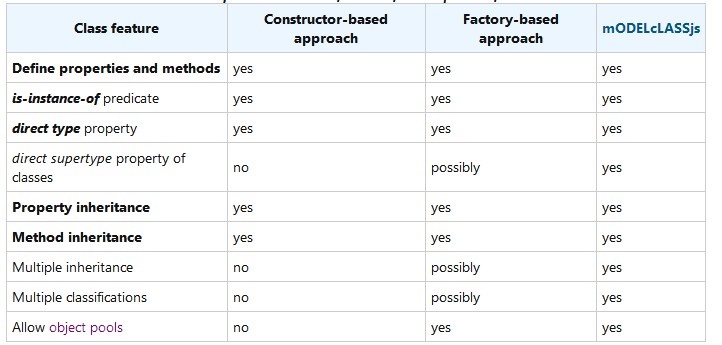 Class feature Constructor-based approach Factory-based approach mODELcLASSjs
Define properties and methods yes yes yes
is-instance-of predicate yes yes yes
direct type property yes yes yes
direct supertype property of classes no possibly yes
Property inheritance yes yes yes
Method inheritance yes yes yes
Multiple inheritance no possibly yes
Multiple classifications no possibly yes
Allow object pools no yes yes